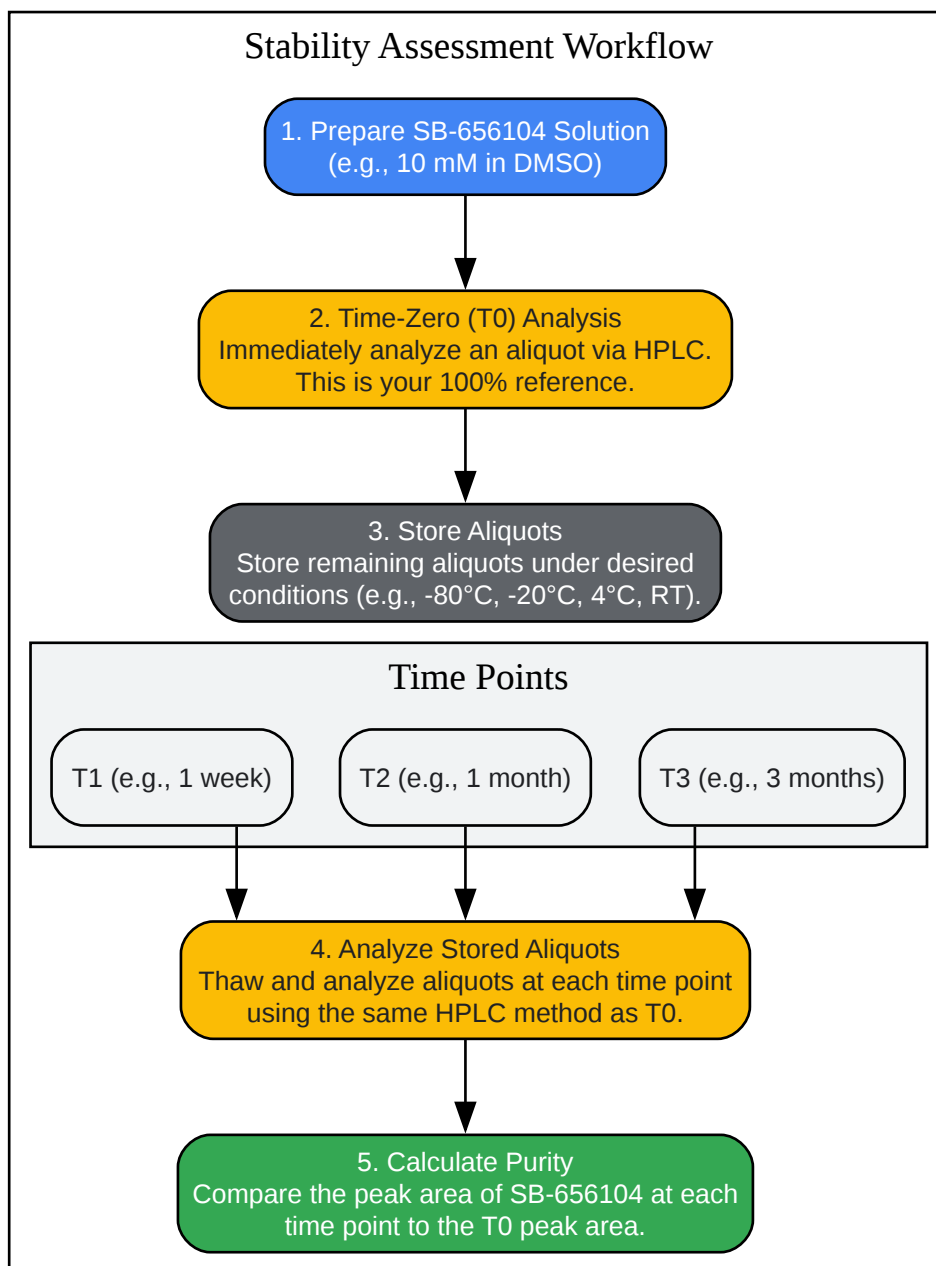 Stability Assessment Workflow
1. Prepare SB-656104 Solution
(e.g., 10 mM in DMSO)
2. Time-Zero (T0) Analysis
Immediately analyze an aliquot via HPLC.
This is your 100% reference.
3. Store Aliquots
Store remaining aliquots under desired
conditions (e.g., -80°C, -20°C, 4°C, RT).
Time Points
T1 (e.g., 1 week)
T2 (e.g., 1 month)
T3 (e.g., 3 months)
4. Analyze Stored Aliquots
Thaw and analyze aliquots at each time point
using the same HPLC method as T0.
5. Calculate Purity
Compare the peak area of SB-656104 at each
time point to the T0 peak area.